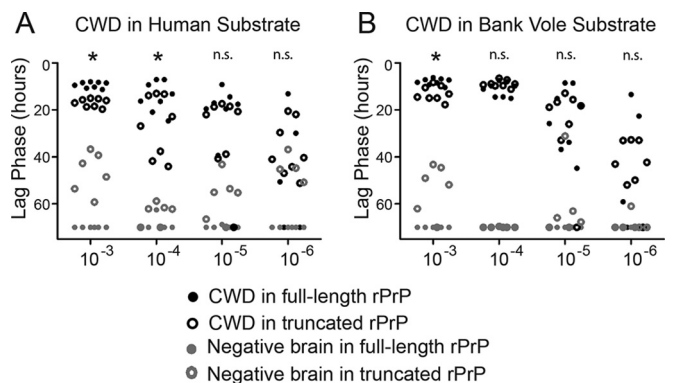 A CWD in Human Substrate
* * n.s. n.s.
Lag Phase (hours)
0
20
40
60
10-3 10-4 10-5 10-6
B CWD in Bank Vole Substrate
* n.s. n.s. n.s.
Lag Phase (hours)
0
20
40
60
10-3 10-4 10-5 10-6
CWD in full-length rPrP
CWD in truncated rPrP
Negative brain in full-length rPrP
Negative brain in truncated rPrP